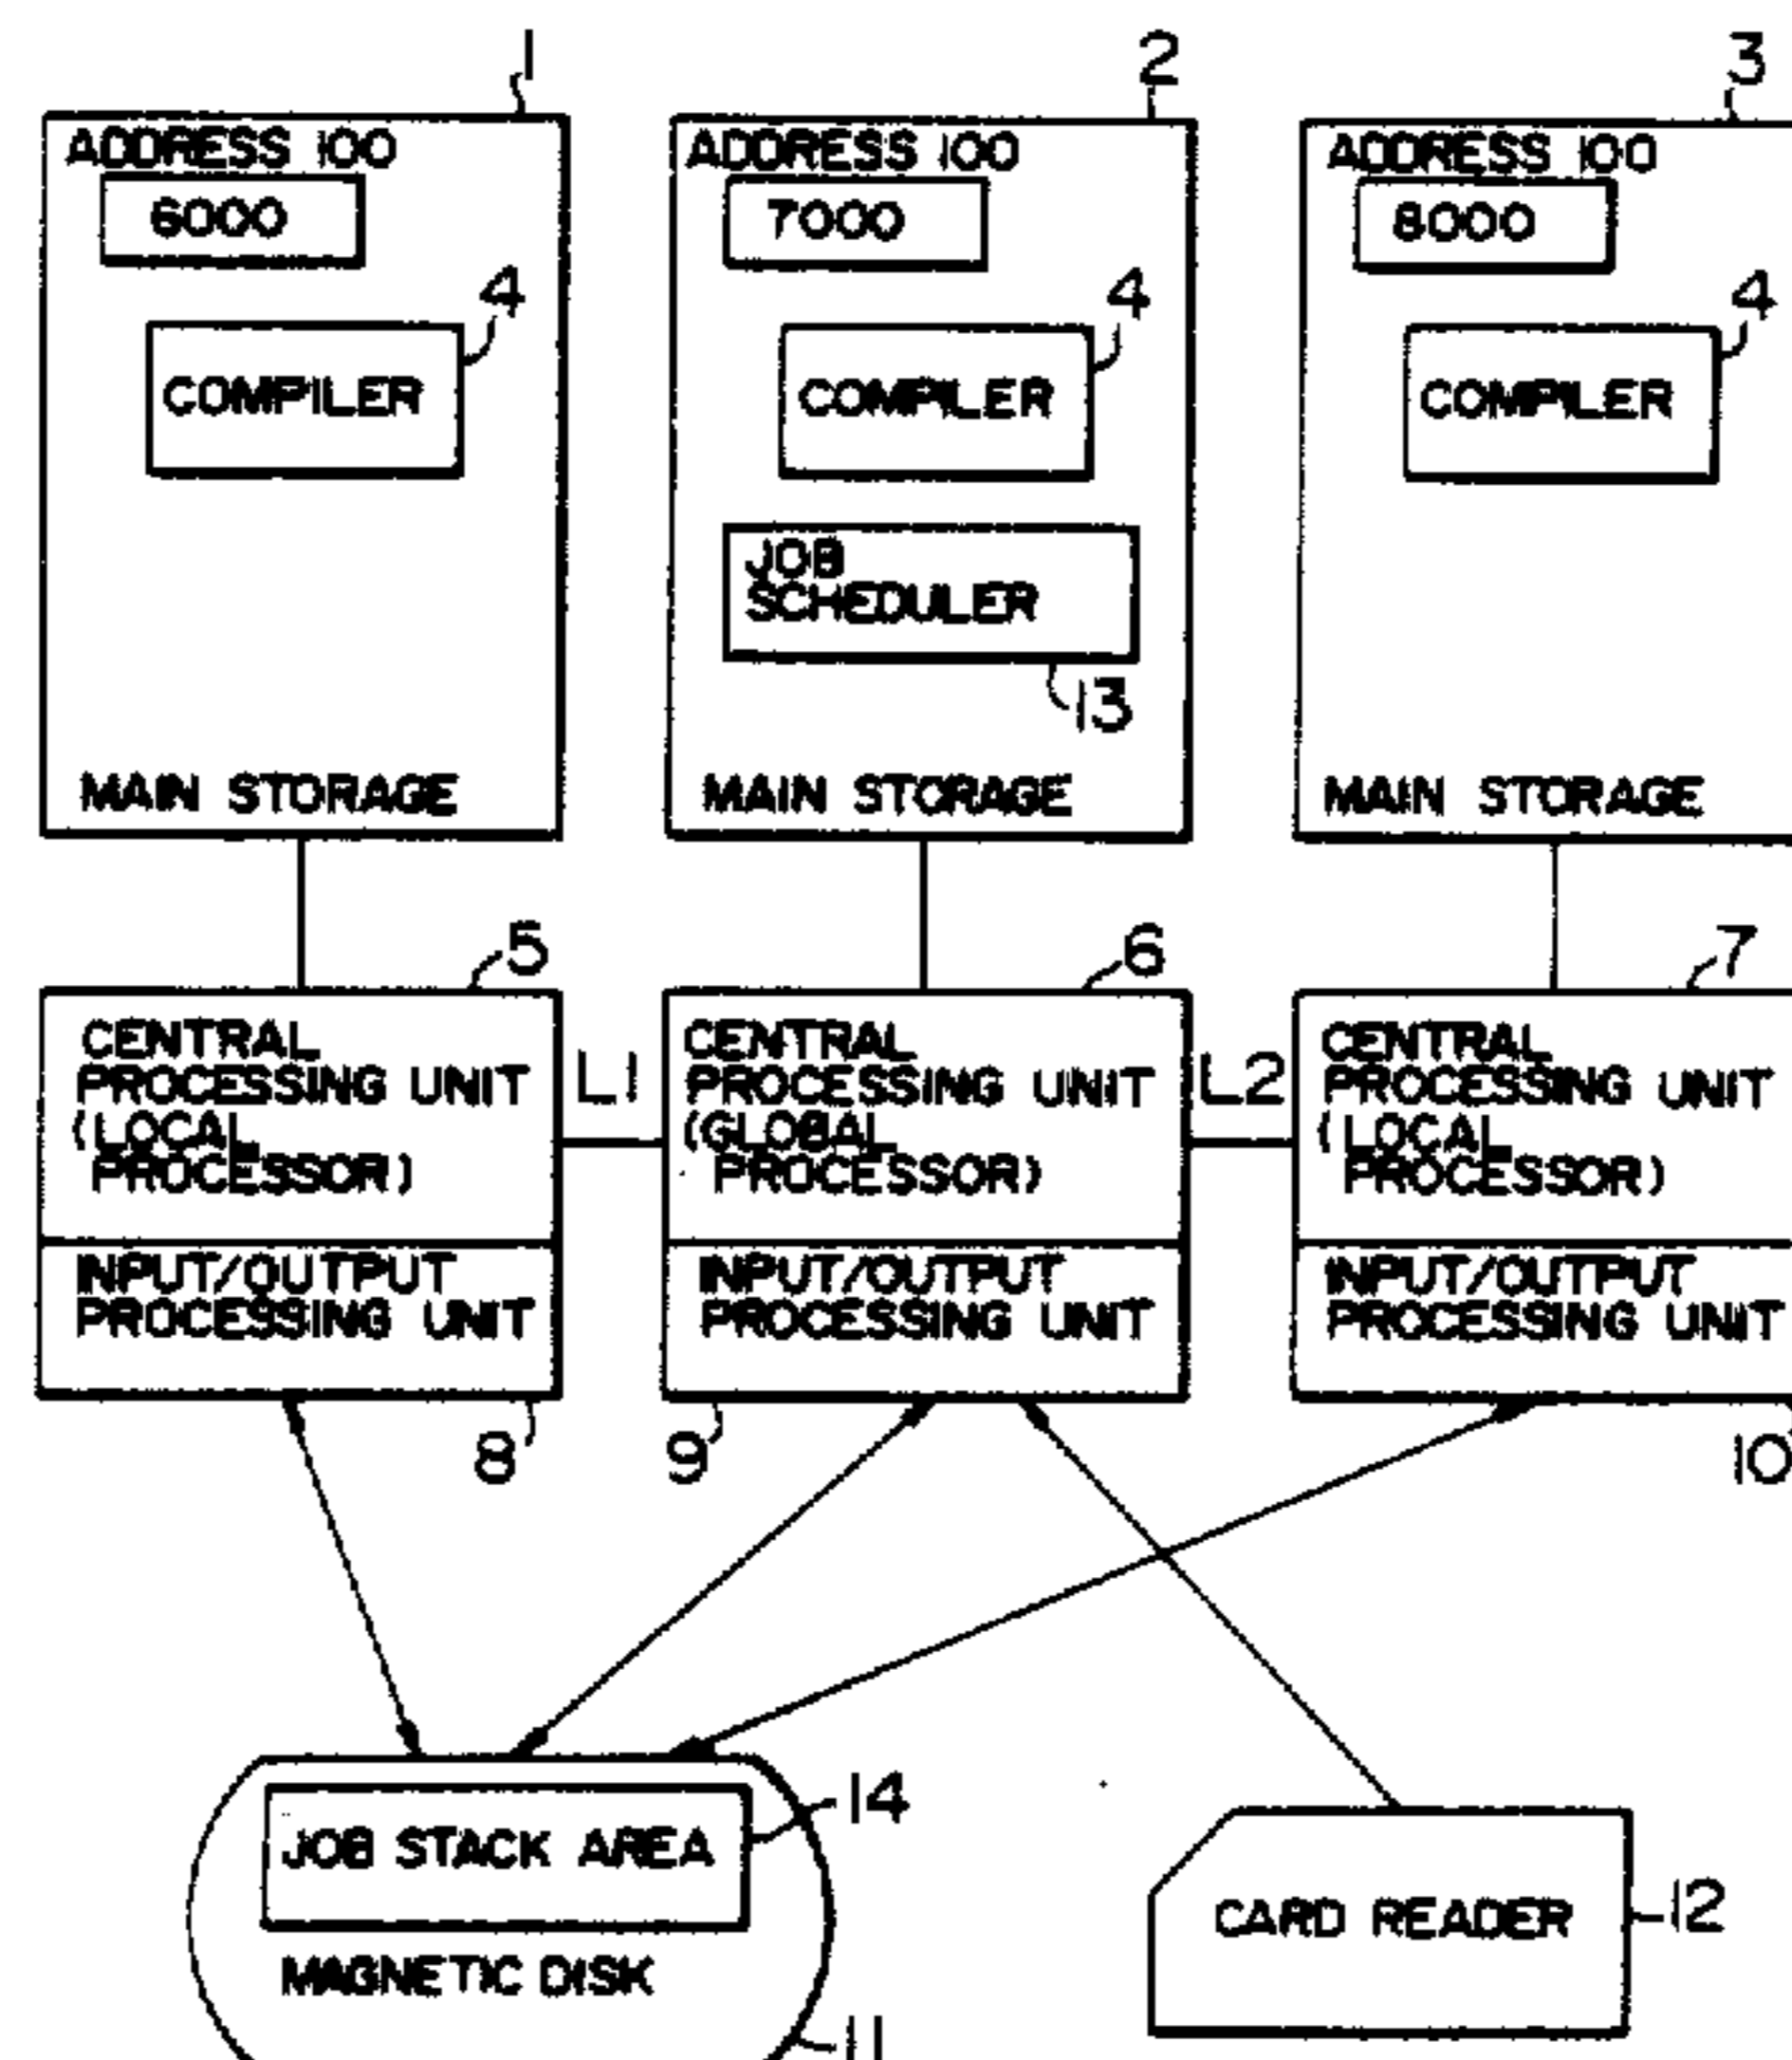 1
2
3
ADDRESS 100
ADDRESS 100
ADDRESS 100
6000
7000
8000
4
4
4
COMPILER
COMPILER
COMPILER
JOB
SCHEDULER
13
MAIN STORAGE
MAIN STORAGE
MAIN STORAGE
5
6
7
CENTRAL
PROCESSING UNIT
(LOCAL
PROCESSOR)
L1
CENTRAL
PROCESSING UNIT
(GLOBAL
PROCESSOR)
L2
CENTRAL
PROCESSING UNIT
(LOCAL
PROCESSOR)
INPUT/OUTPUT
PROCESSING UNIT
INPUT/OUTPUT
PROCESSING UNIT
INPUT/OUTPUT
PROCESSING UNIT
8
9
10
JOB STACK AREA
14
MAGNETIC DISK
11
CARD READER
12